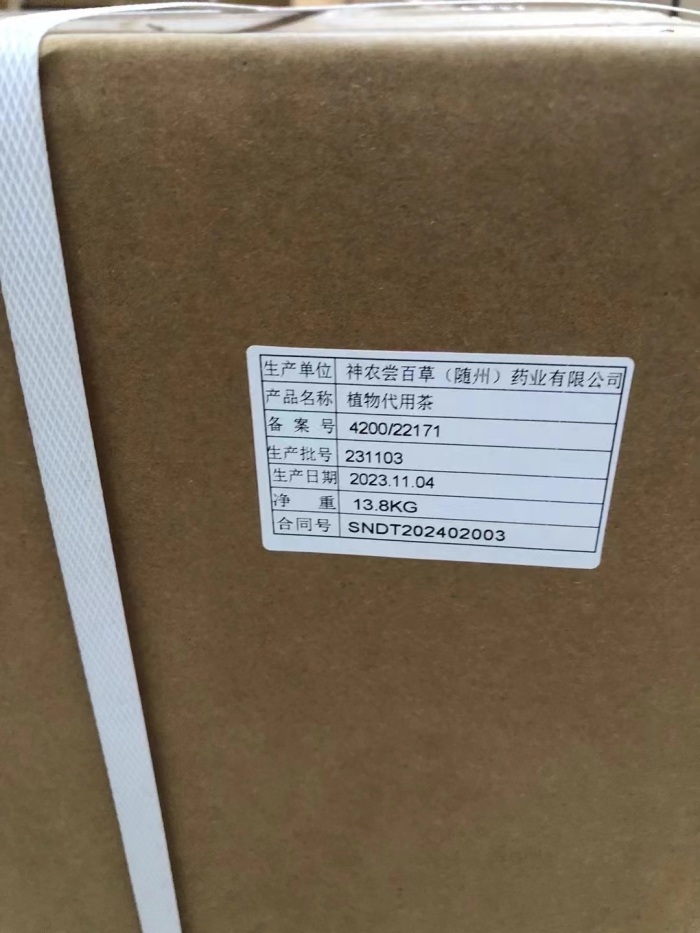 生产单位 神农尝百草（随州）药业有限公司
产品名称 植物代用茶
备案号 4200/22171
生产批号 231103
生产日期 2023.11.04
净重 13.8KG
合同号 SNDT202402003